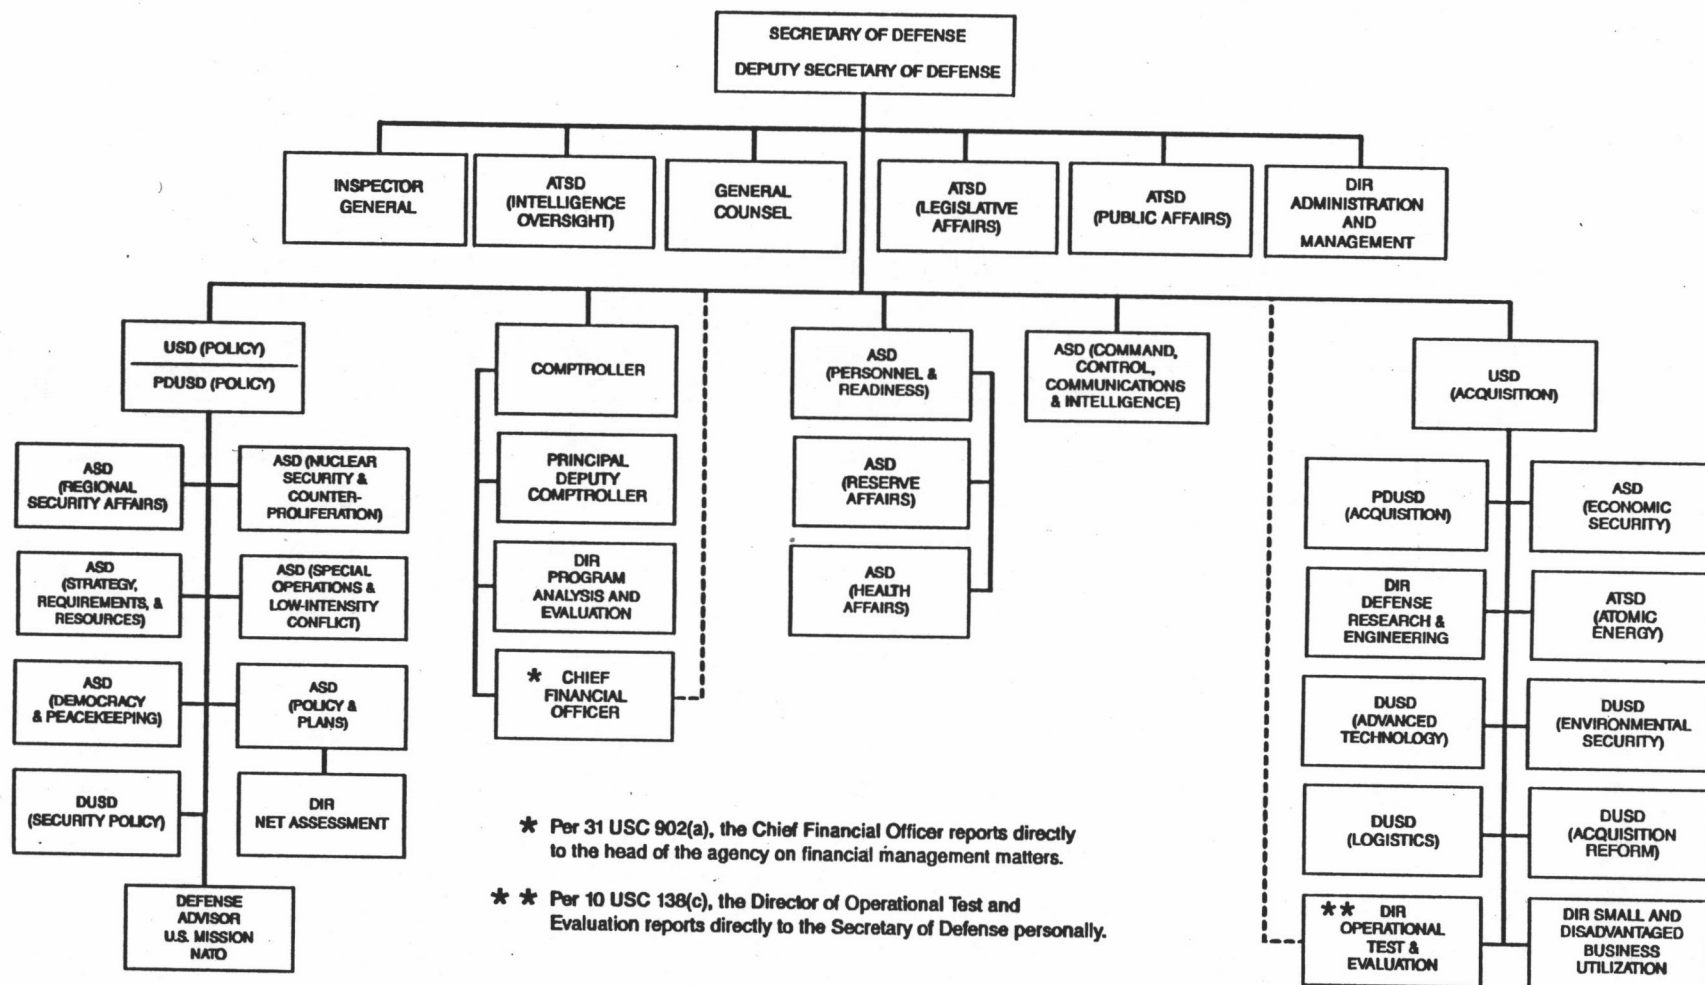 SECRETARY OF DEFENSE
DEPUTY SECRETARY OF DEFENSE
INSPECTOR
GENERAL
ATSD
(INTELLIGENCE
OVERSIGHT)
GENERAL
COUNSEL
ATSD
(LEGISLATIVE
AFFAIRS)
ATSD
(PUBLIC AFFAIRS)
DIR
ADMINISTRATION
AND
MANAGEMENT
USD (POLICY)
PDUSD (POLICY)
COMPTROLLER
ASD
(PERSONNEL &
READINESS)
ASD (COMMAND,
CONTROL,
COMMUNICATIONS
& INTELLIGENCE)
USD
(ACQUISITION)
ASD
(REGIONAL
SECURITY AFFAIRS)
ASD (NUCLEAR
SECURITY &
COUNTER-
PROLIFERATION)
ASD
(STRATEGY,
REQUIREMENTS, &
RESOURCES)
ASD (SPECIAL
OPERATIONS &
LOW-INTENSITY
CONFLICT)
ASD
(DEMOCRACY
& PEACEKEEPING)
ASD
(POLICY &
PLANS)
DUSD
(SECURITY POLICY)
DIR
NET ASSESSMENT
DEFENSE
ADVISOR
U.S. MISSION
NATO
PRINCIPAL
DEPUTY
COMPTROLLER
DIR
PROGRAM
ANALYSIS AND
EVALUATION
* CHIEF
FINANCIAL
OFFICER
ASD
(RESERVE
AFFAIRS)
ASD
(HEALTH
AFFAIRS)
PDUSD
(ACQUISITION)
ASD
(ECONOMIC
SECURITY)
DIR
DEFENSE
RESEARCH &
ENGINEERING
ATSD
(ATOMIC
ENERGY)
DUSD
(ADVANCED
TECHNOLOGY)
DUSD
(ENVIRONMENTAL
SECURITY)
DUSD
(LOGISTICS)
DUSD
(ACQUISITION
REFORM)
** DIR
OPERATIONAL
TEST &
EVALUATION
DIR SMALL AND
DISADVANTAGED
BUSINESS
UTILIZATION
* Per 31 USC 902(a), the Chief Financial Officer reports directly
to the head of the agency on financial management matters.
* * Per 10 USC 138(c), the Director of Operational Test and
Evaluation reports directly to the Secretary of Defense personally.